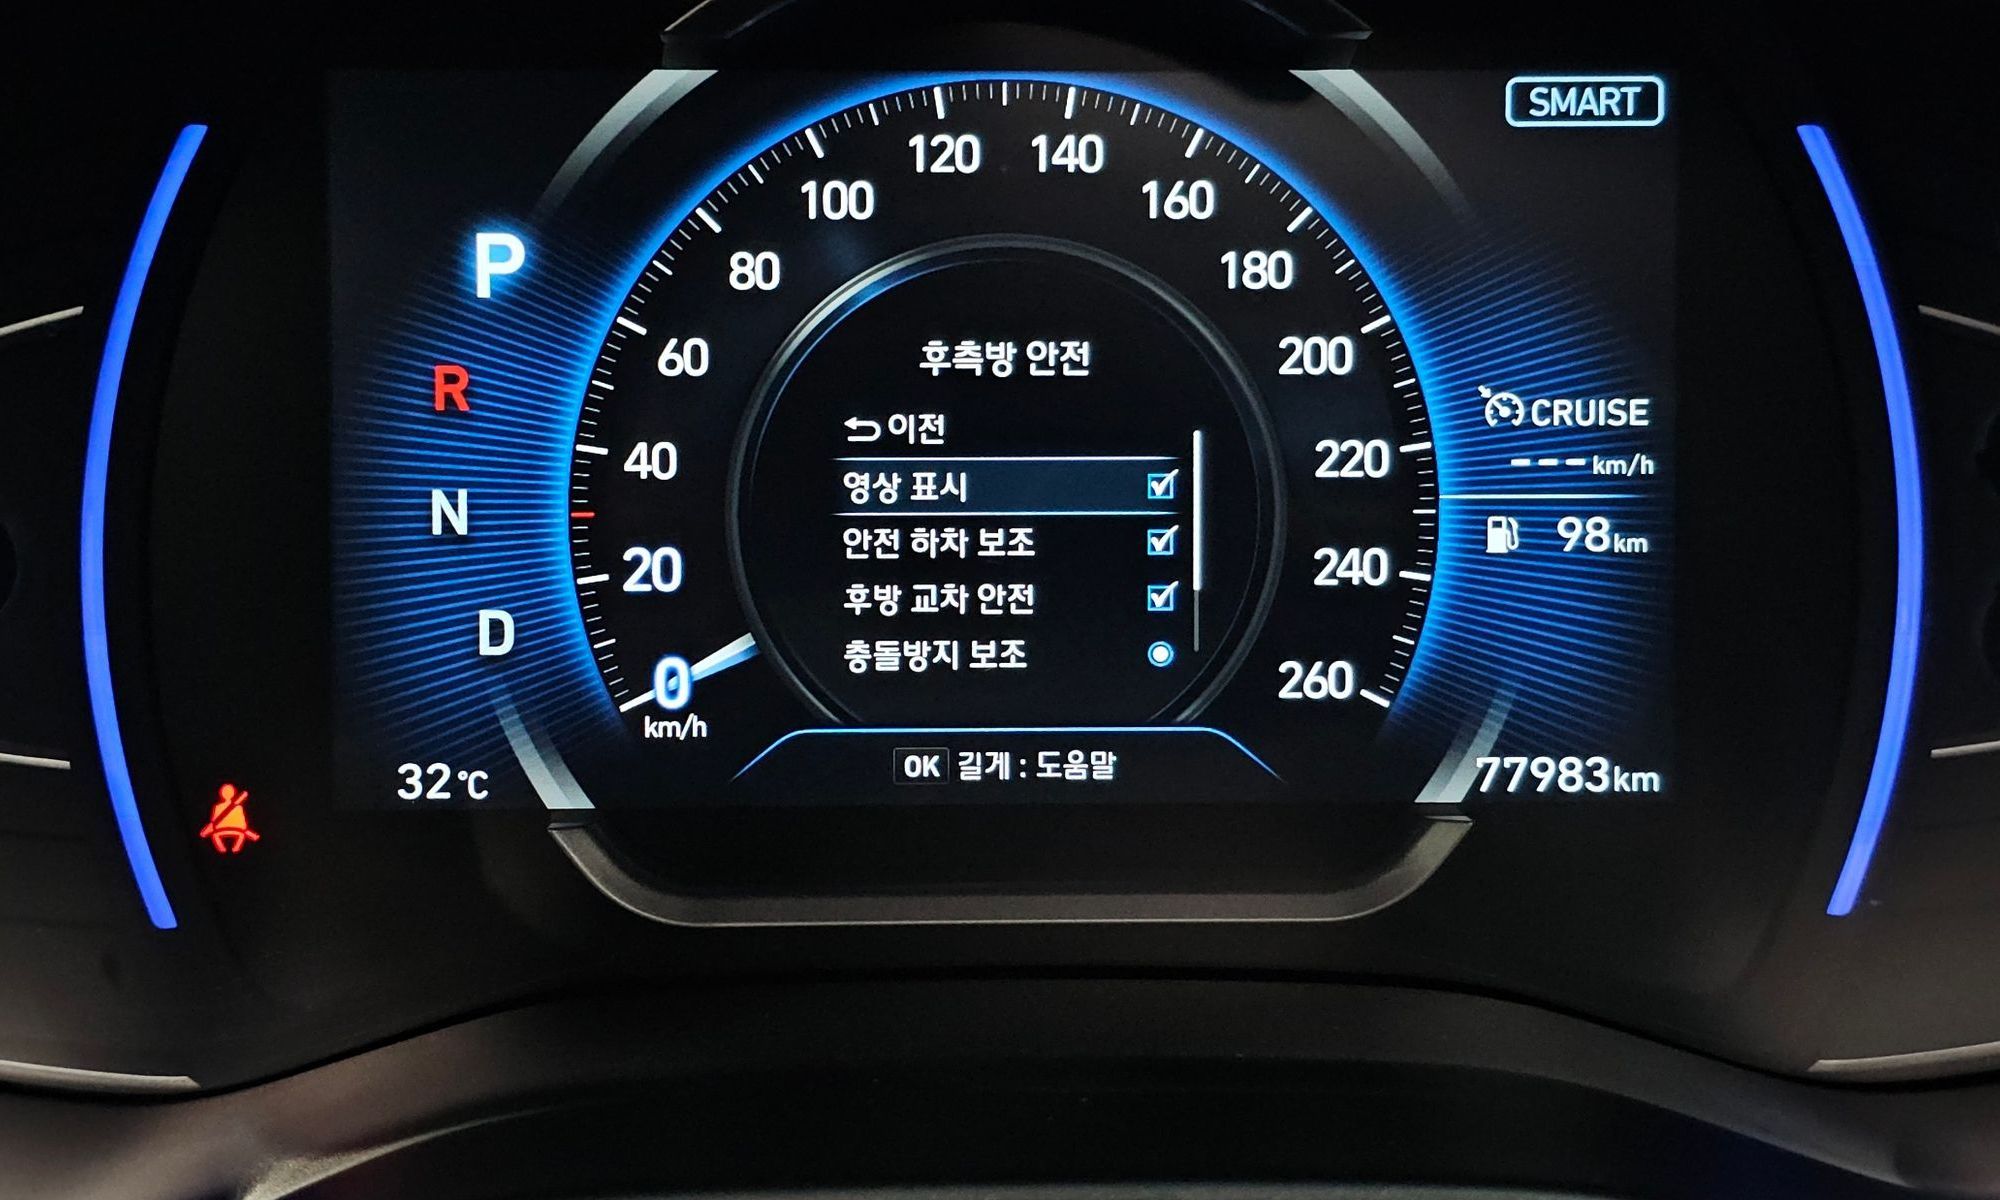 SMART
P
R
N
D
0
20
40
60
80
100
120
140
160
180
200
220
240
260
km/h
후측방 안전
이전
영상 표시
안전 하차 보조
후방 교차 안전
충돌방지 보조
OK 길게 : 도움말
CRUISE
---km/h
98km
32℃
77983km